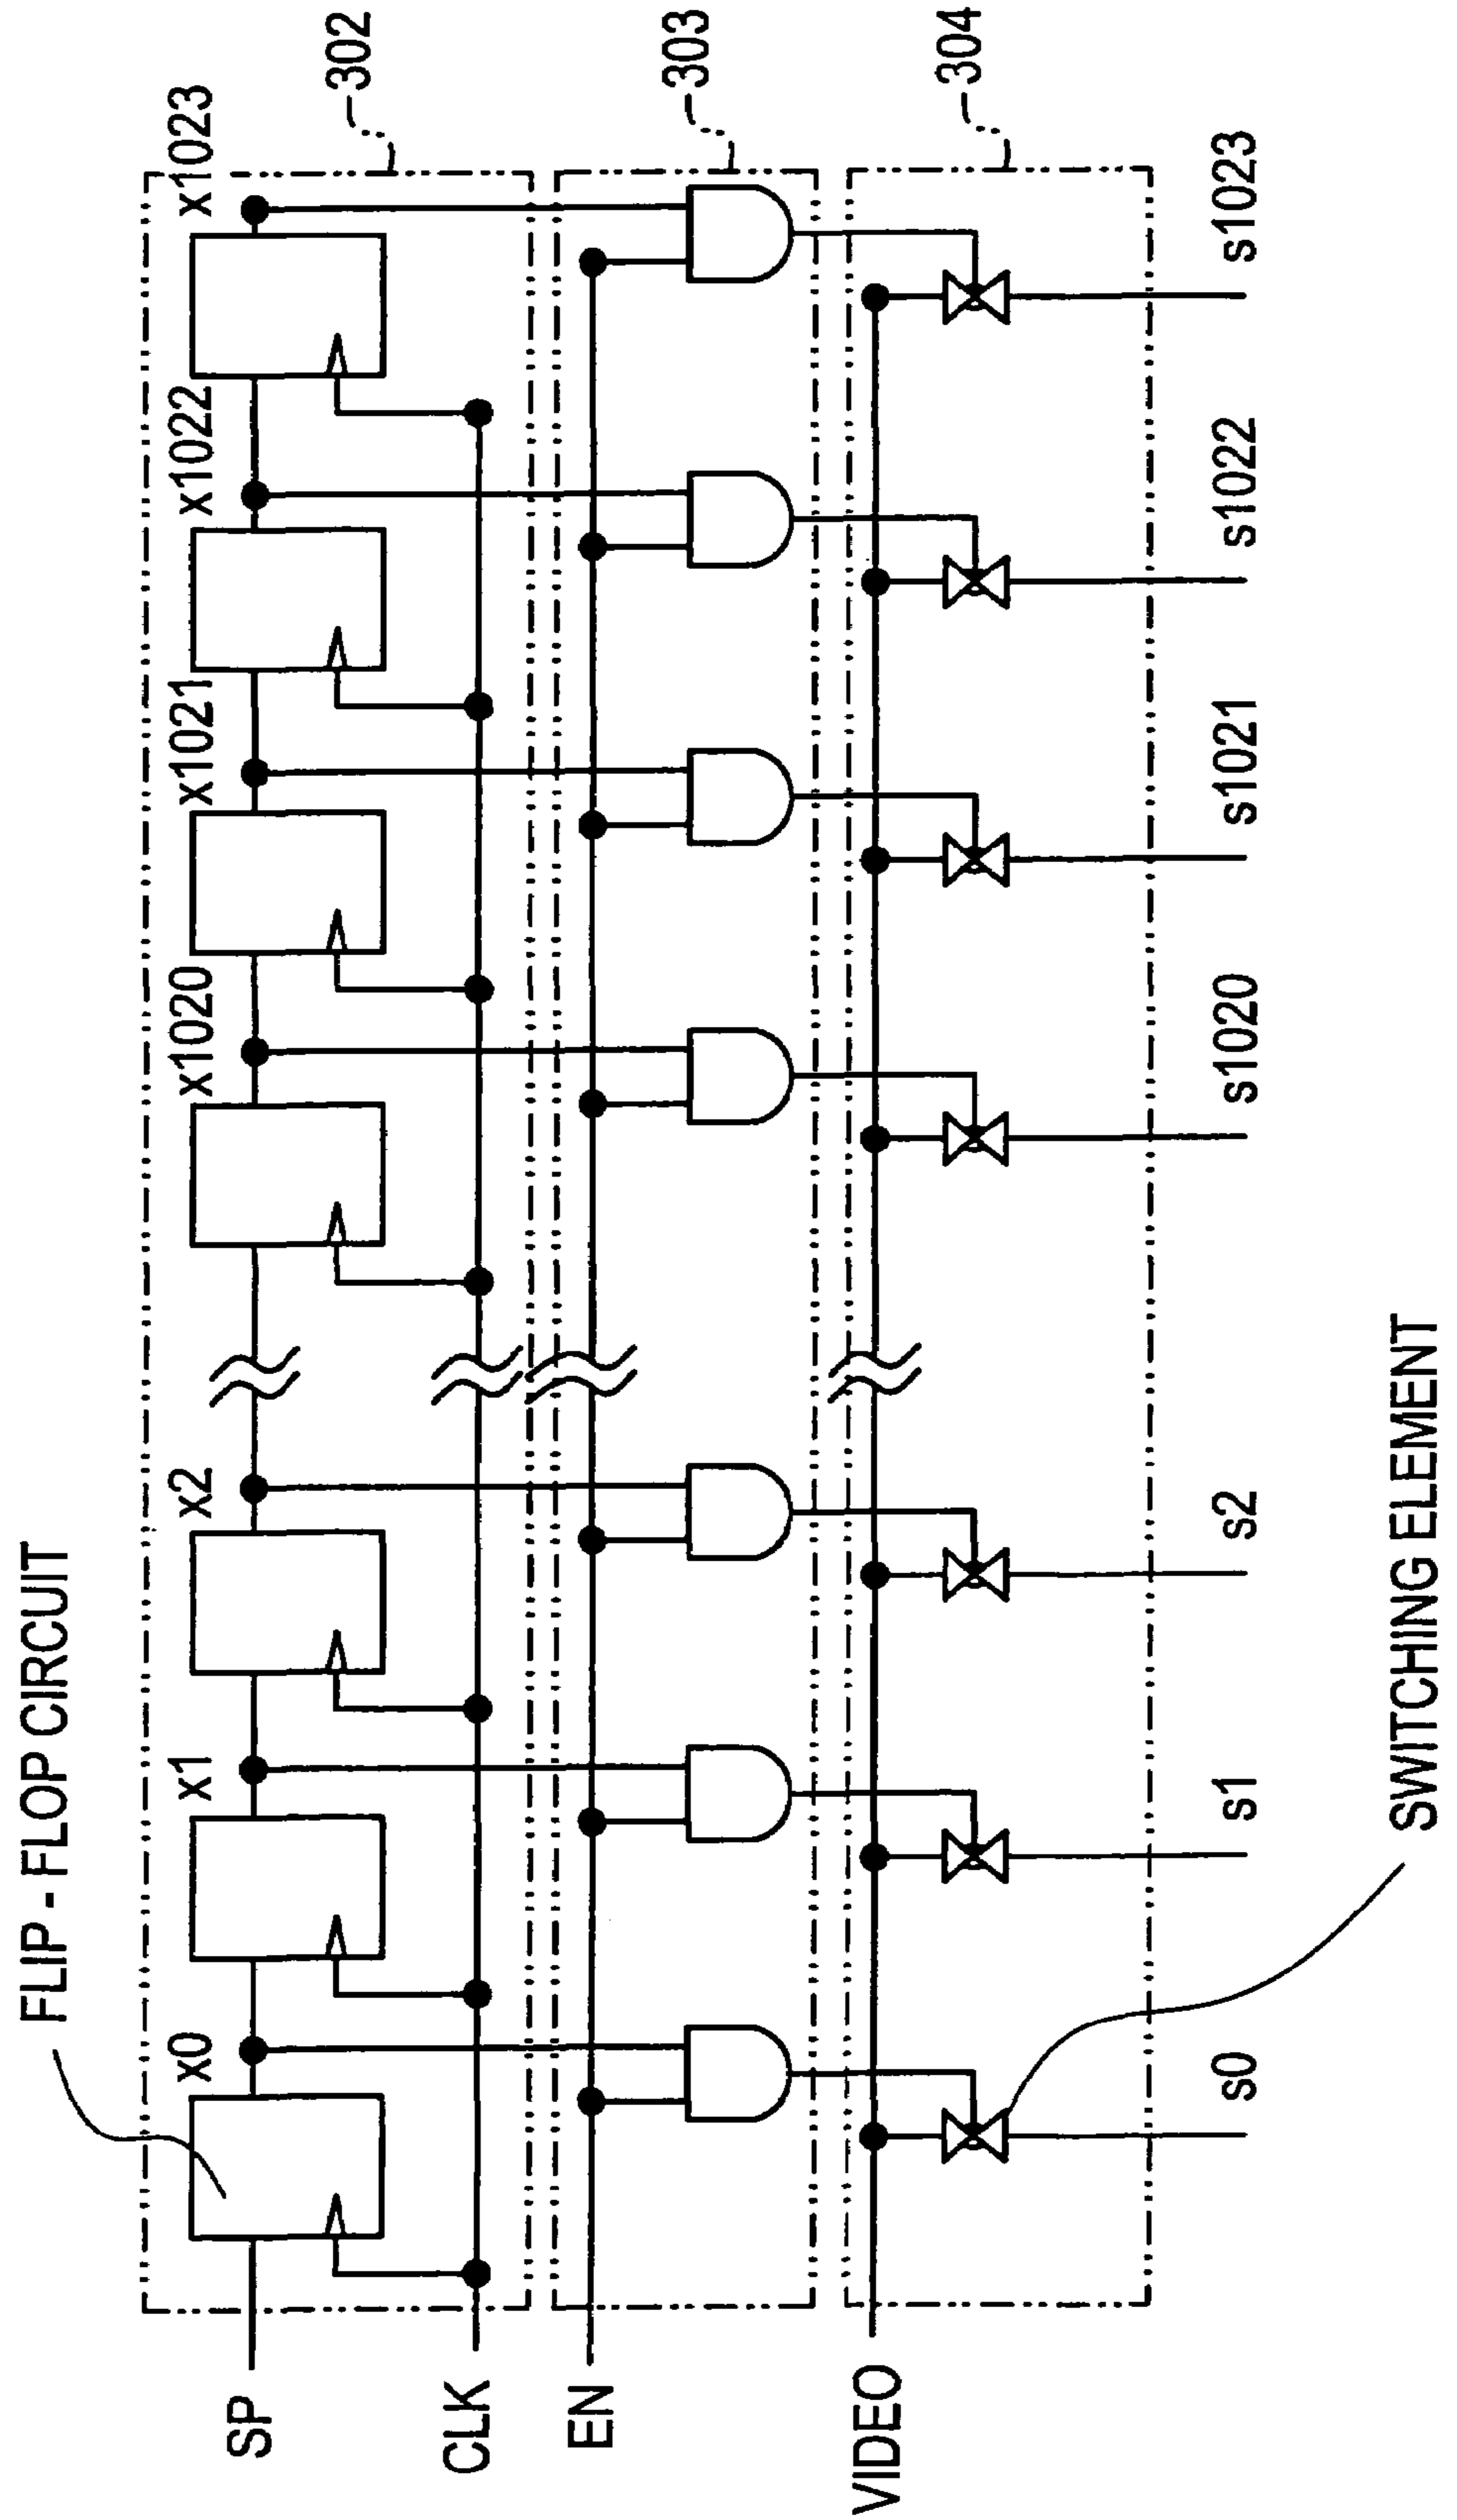 FLIP - FLOP CIRCUIT
x0
x1
x2
x1020
x1021
x1022
x1023
302
303
304
SP
CLK
EN
VIDEO
s0
s1
s2
s1020
s1021
s1022
s1023
SWITCHING ELEMENT